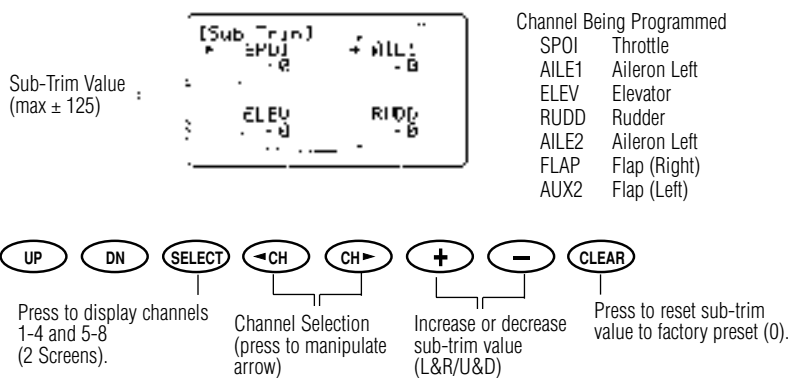 Channel Being Programmed
SPOI Throttle
AILE1 Aileron Left
ELEV Elevator
RUDD Rudder
AILE2 Aileron Left
FLAP Flap (Right)
AUX2 Flap (Left)
Sub-Trim Value
(max ± 125)
[Sub
ELEV RUDD
UP DN SELECT ◄CH CH► + – CLEAR
Press to display channels
1-4 and 5-8
(2 Screens).
Channel Selection
(press to manipulate
arrow)
Increase or decrease
sub-trim value
(L&R/U&D)
Press to reset sub-trim
value to factory preset (0).